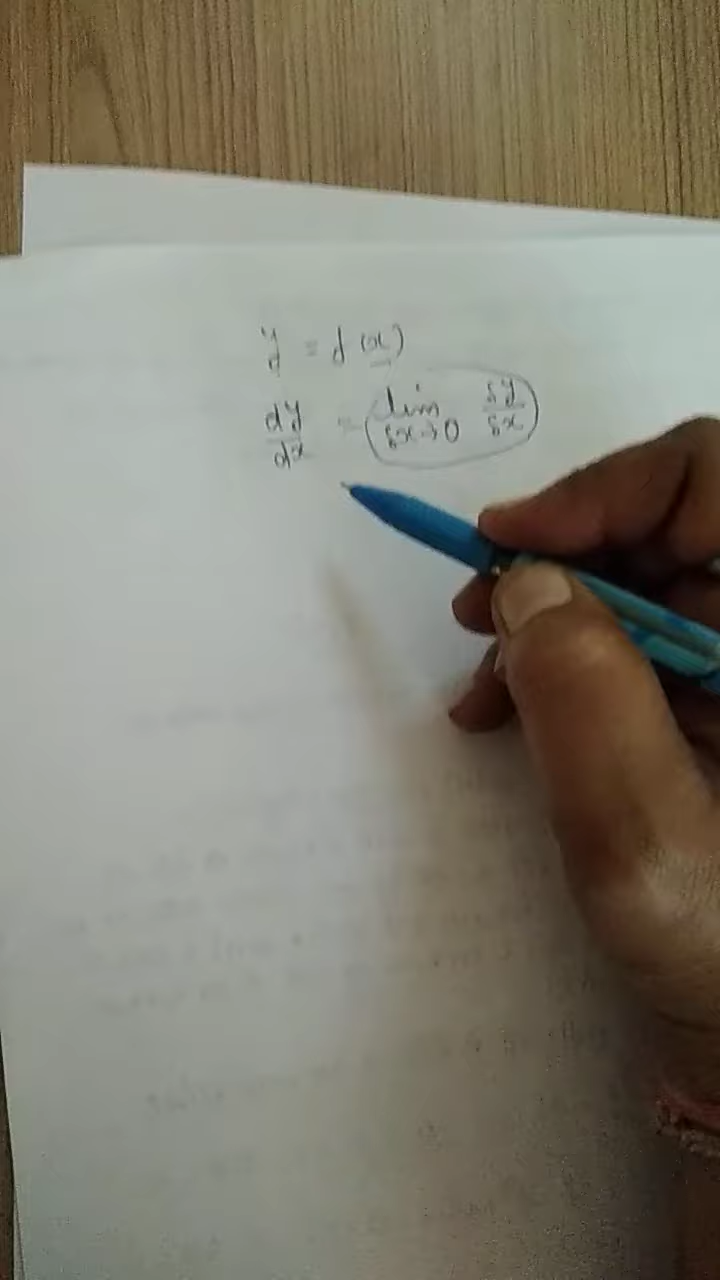 y = f(x)
dy/dx = lim δx→0 δy/δx